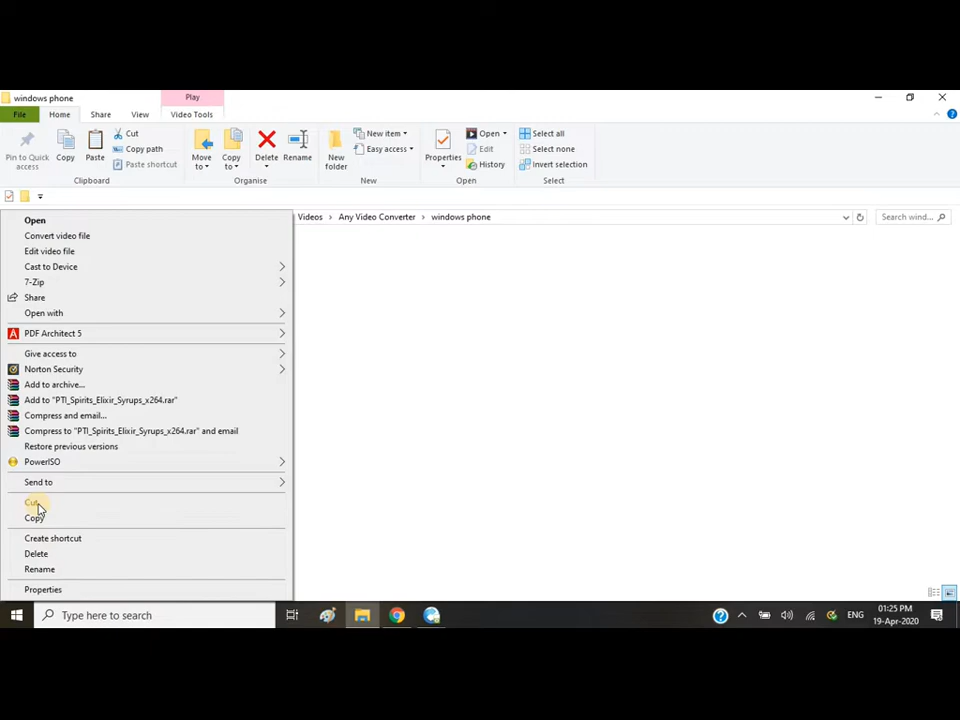 windows phone
Play
File
Home
Share
View
Video Tools
Pin to Quick access
Copy
Paste
Cut
Copy path
Paste shortcut
Clipboard
Move to
Copy to
Delete
Rename
Organise
New folder
New item
Easy access
New
Properties
Open
Edit
History
Open
Select all
Select none
Invert selection
Select
Videos > Any Video Converter > windows phone
Search wind...
Open
Convert video file
Edit video file
Cast to Device
7-Zip
Share
Open with
PDF Architect 5
Give access to
Norton Security
Add to archive...
Add to "PTI_Spirits_Elixir_Syrups_x264.rar"
Compress and email...
Compress to "PTI_Spirits_Elixir_Syrups_x264.rar" and email
Restore previous versions
PowerISO
Send to
Cut
Copy
Create shortcut
Delete
Rename
Properties
Type here to search
ENG
01:25 PM
19-Apr-2020